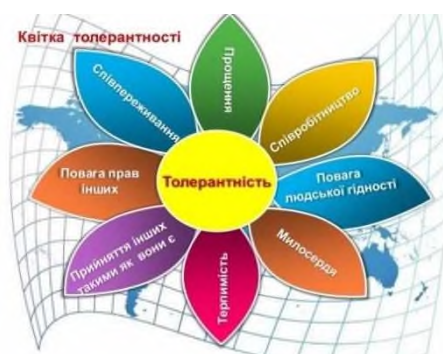 Квітка толерантності
Прощення
Співробітництво
Повага
людської гідності
Милосердя
Терпимість
Прийняття інших
такими як вони є
Повага прав
інших
Співпереживання
Толерантність